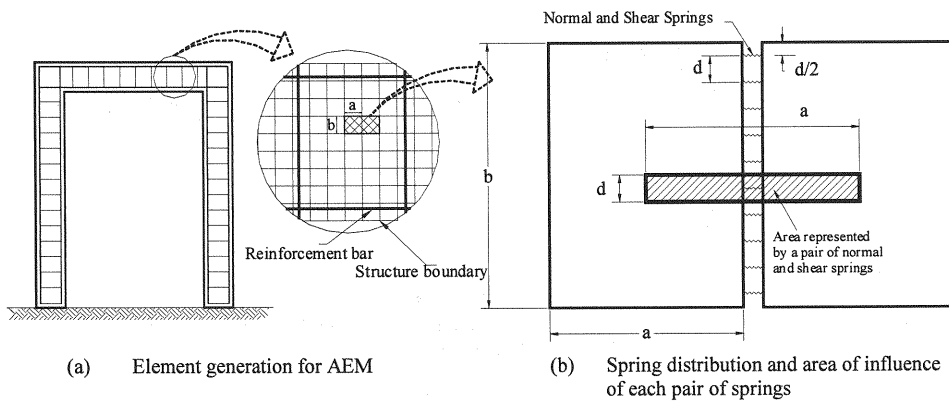 Normal and Shear Springs
d
d/2
a
a
b
b
d
Area represented
by a pair of normal
and shear springs
Reinforcement bar
Structure boundary
a
(a) Element generation for AEM
(b) Spring distribution and area of influence
of each pair of springs